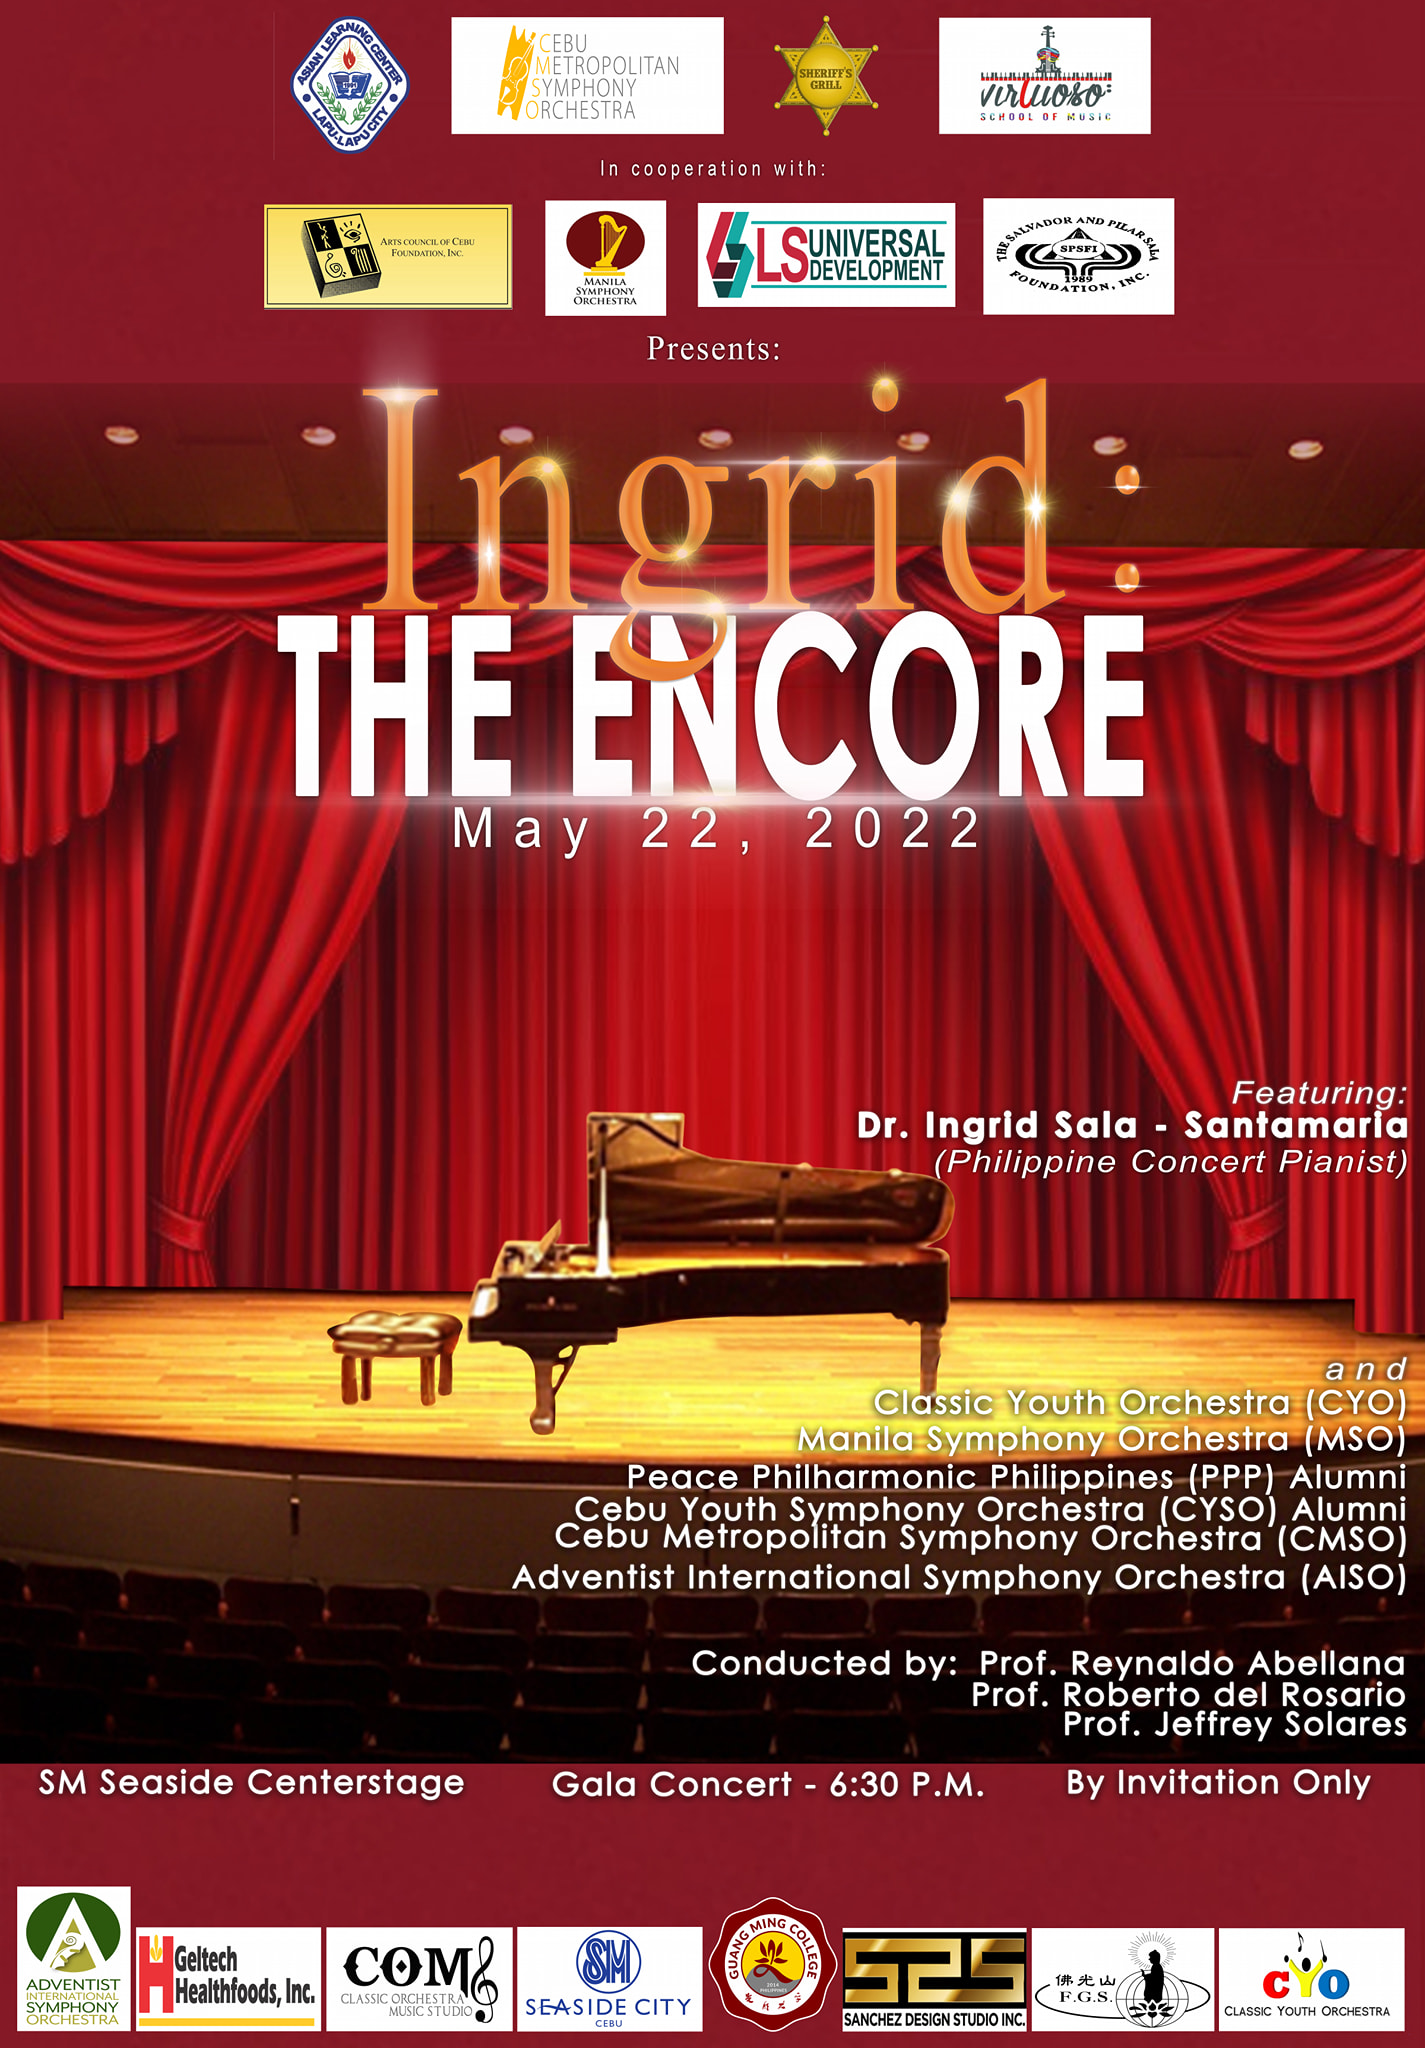 ASIAN LEARNING CENTER
LAPU-LAPU CITY
CEBU
METROPOLITAN
SYMPHONY
ORCHESTRA
SHERIFF'S
GRILL
virtuoso
SCHOOL OF MUSIC
In cooperation with:
ARTS COUNCIL OF CEBU
FOUNDATION, INC.
MANILA
SYMPHONY
ORCHESTRA
LS UNIVERSAL
DEVELOPMENT
THE SALVADOR AND PILAR SALA
SPSFI
1989
FOUNDATION, INC.
Presents:
Ingrid:
THE ENCORE
May 22, 2022
Featuring:
Dr. Ingrid Sala - Santamaria
(Philippine Concert Pianist)
and
Classic Youth Orchestra (CYO)
Manila Symphony Orchestra (MSO)
Peace Philharmonic Philippines (PPP) Alumni
Cebu Youth Symphony Orchestra (CYSO) Alumni
Cebu Metropolitan Symphony Orchestra (CMSO)
Adventist International Symphony Orchestra (AISO)
Conducted by: Prof. Reynaldo Abellana
Prof. Roberto del Rosario
Prof. Jeffrey Solares
SM Seaside Centerstage
Gala Concert - 6:30 P.M.
By Invitation Only
ADVENTIST
INTERNATIONAL
SYMPHONY
ORCHESTRA
H Geltech
Healthfoods, Inc.
COMS
CLASSIC ORCHESTRA
MUSIC STUDIO
SM
SEASIDE CITY
CEBU
GUANG MING COLLEGE
2014
PHILIPPINES
SDS
SANCHEZ DESIGN STUDIO INC.
佛光山
F.G.S.
CYO
CLASSIC YOUTH ORCHESTRA